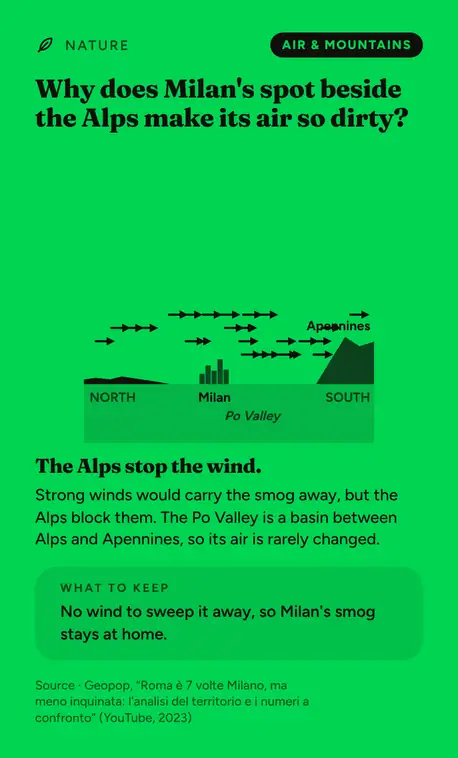 NATURE
AIR & MOUNTAINS
Why does Milan's spot beside
the Alps make its air so dirty?
Apennines
NORTH
Milan
SOUTH
Po Valley
The Alps stop the wind.
Strong winds would carry the smog away, but the
Alps block them. The Po Valley is a basin between
Alps and Apennines, so its air is rarely changed.
WHAT TO KEEP
No wind to sweep it away, so Milan's smog
stays at home.
Source · Geopop, "Roma è 7 volte Milano, ma
meno inquinata: l'analisi del territorio e i numeri a
confronto" (YouTube, 2023)